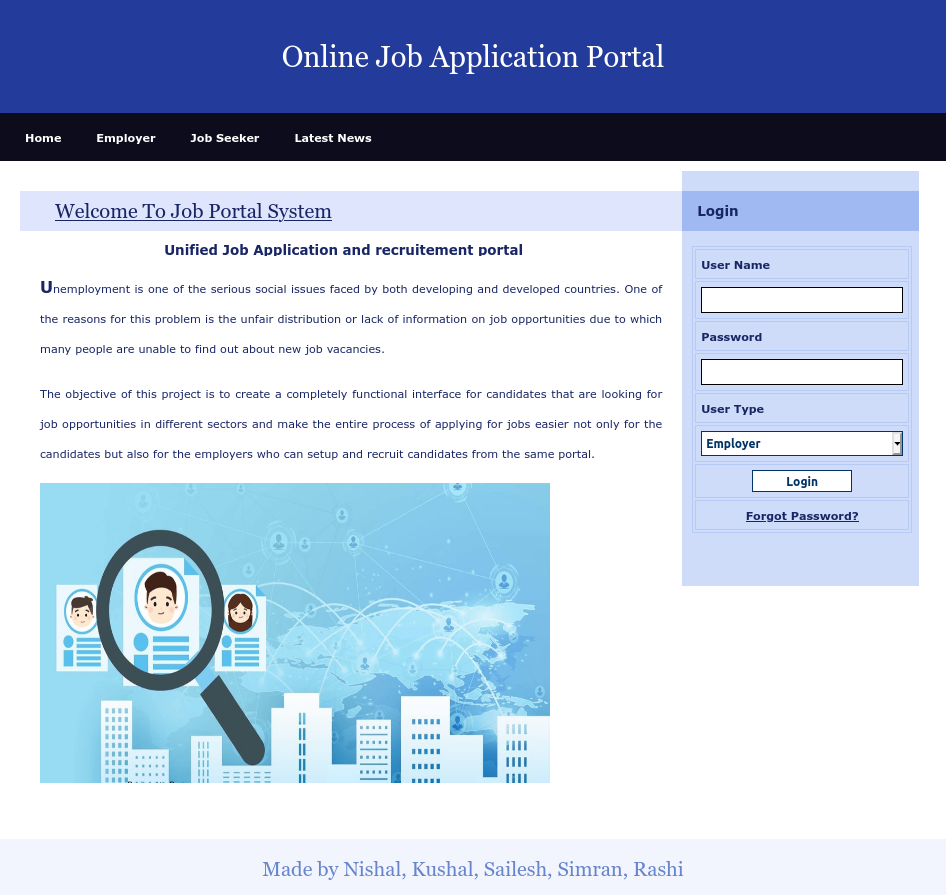 Online Job Application Portal
Home Employer Job Seeker Latest News
Welcome To Job Portal System
Unified Job Application and recruitement portal
Unemployment is one of the serious social issues faced by both developing and developed countries. One of
the reasons for this problem is the unfair distribution or lack of information on job opportunities due to which
many people are unable to find out about new job vacancies.
The objective of this project is to create a completely functional interface for candidates that are looking for
job opportunities in different sectors and make the entire process of applying for jobs easier not only for the
candidates but also for the employers who can setup and recruit candidates from the same portal.
Login
User Name
Password
User Type
Employer
Login
Forgot Password?
Made by Nishal, Kushal, Sailesh, Simran, Rashi